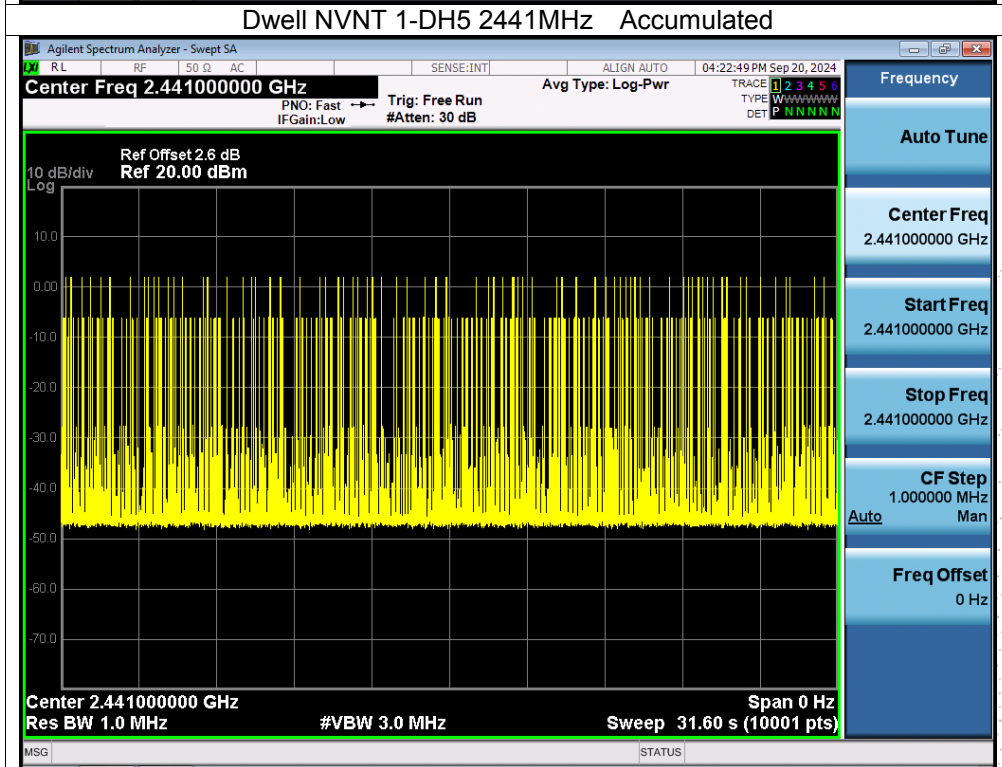 Dwell NVNT 1-DH5 2441MHz Accumulated
Agilent Spectrum Analyzer - Swept SA
LXI RL RF 50 Ω AC SENSE:INT ALIGN AUTO 04:22:49 PM Sep 20, 2024
Center Freq 2.441000000 GHz
PNO: Fast
IFGain:Low
Trig: Free Run
#Atten: 30 dB
Avg Type: Log-Pwr
TRACE 1 2 3 4 5 6
TYPE WWWWWW
DET P N N N N N
Ref Offset 2.6 dB
10 dB/div Ref 20.00 dBm
Log
10.0
0.00
-10.0
-20.0
-30.0
-40.0
-50.0
-60.0
-70.0
Center 2.441000000 GHz Span 0 Hz
Res BW 1.0 MHz #VBW 3.0 MHz Sweep 31.60 s (10001 pts)
MSG STATUS
Frequency
Auto Tune
Center Freq
2.441000000 GHz
Start Freq
2.441000000 GHz
Stop Freq
2.441000000 GHz
CF Step
1.000000 MHz
Auto Man
Freq Offset
0 Hz